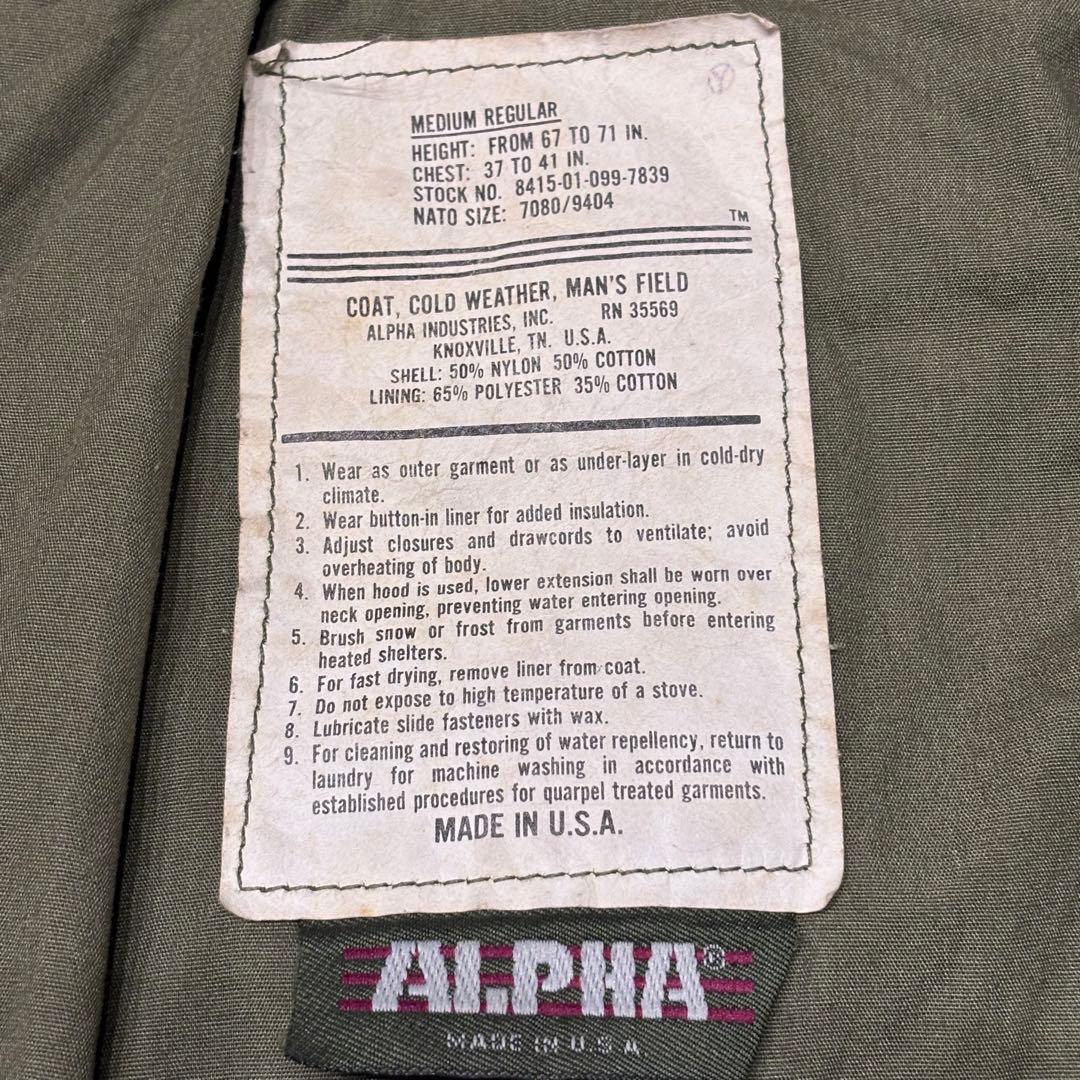 Y
MEDIUM REGULAR
HEIGHT: FROM 67 TO 71 IN.
CHEST: 37 TO 41 IN.
STOCK NO. 8415-01-099-7839
NATO SIZE: 7080/9404
TM
COAT, COLD WEATHER, MAN'S FIELD
ALPHA INDUSTRIES, INC. RN 35569
KNOXVILLE, TN. U.S.A.
SHELL: 50% NYLON 50% COTTON
LINING: 65% POLYESTER 35% COTTON
1. Wear as outer garment or as under-layer in cold-dry
climate.
2. Wear button-in liner for added insulation.
3. Adjust closures and drawcords to ventilate; avoid
overheating of body.
4. When hood is used, lower extension shall be worn over
neck opening, preventing water entering opening.
5. Brush snow or frost from garments before entering
heated shelters.
6. For fast drying, remove liner from coat.
7. Do not expose to high temperature of a stove.
8. Lubricate slide fasteners with wax.
9. For cleaning and restoring of water repellency, return to
laundry for machine washing in accordance with
established procedures for quarpel treated garments.
MADE IN U.S.A.
ALPHA®
MADE IN U.S.A